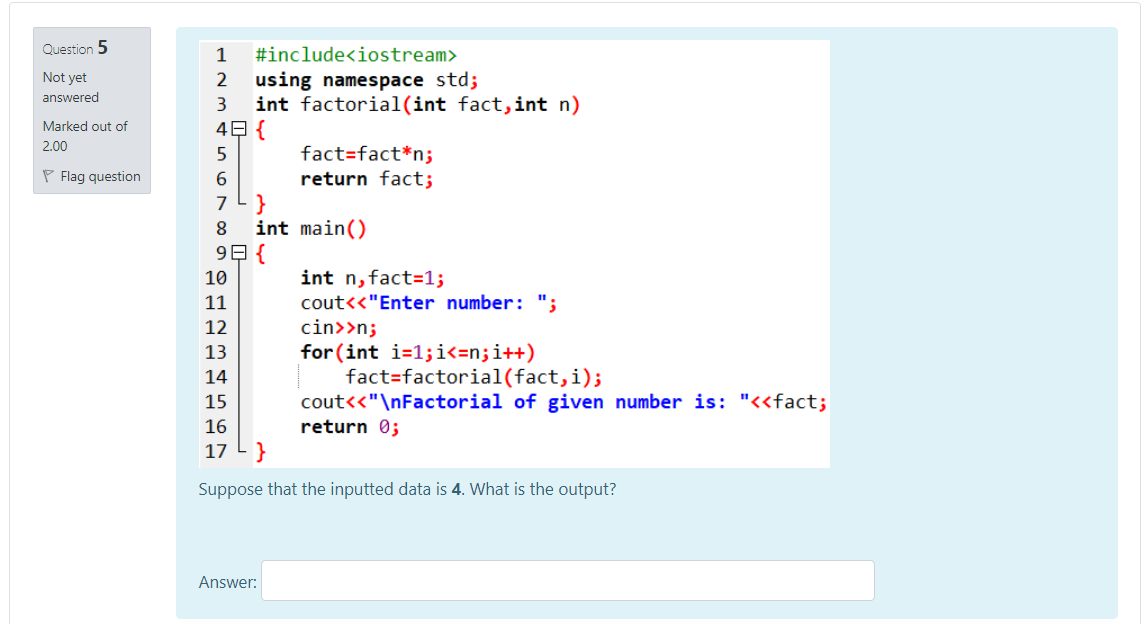 Question 5
Not yet
answered
Marked out of
2.00
Flag question
1 #include<iostream>
2 using namespace std;
3 int factorial(int fact,int n)
4 {
5 fact=fact*n;
6 return fact;
7 }
8 int main()
9 {
10 int n,fact=1;
11 cout<<"Enter number: ";
12 cin>>n;
13 for(int i=1;i<=n;i++)
14 fact=factorial(fact,i);
15 cout<<"\nFactorial of given number is: "<<fact;
16 return 0;
17 }
Suppose that the inputted data is 4. What is the output?
Answer: